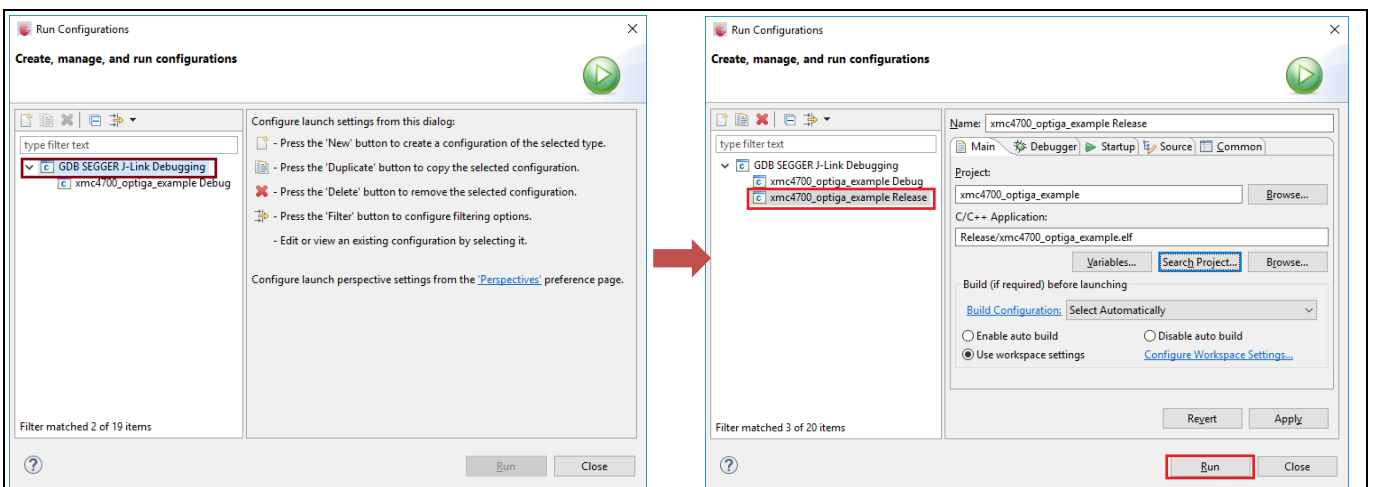 Run Configurations
Create, manage, and run configurations
type filter text
GDB SEGGER J-Link Debugging
xmc4700_optiga_example Debug
Filter matched 2 of 19 items
Configure launch settings from this dialog:
- Press the 'New' button to create a configuration of the selected type.
- Press the 'Duplicate' button to copy the selected configuration.
- Press the 'Delete' button to remove the selected configuration.
- Press the 'Filter' button to configure filtering options.
- Edit or view an existing configuration by selecting it.
Configure launch perspective settings from the 'Perspectives' preference page.
Run
Close
Run Configurations
Create, manage, and run configurations
type filter text
GDB SEGGER J-Link Debugging
xmc4700_optiga_example Debug
xmc4700_optiga_example Release
Filter matched 3 of 20 items
Name: xmc4700_optiga_example Release
Main Debugger Startup Source Common
Project:
xmc4700_optiga_example Browse...
C/C++ Application:
Release/xmc4700_optiga_example.elf
Variables... Search Project... Browse...
Build (if required) before launching
Build Configuration: Select Automatically
Enable auto build Disable auto build
Use workspace settings Configure Workspace Settings...
Revert Apply
Run Close